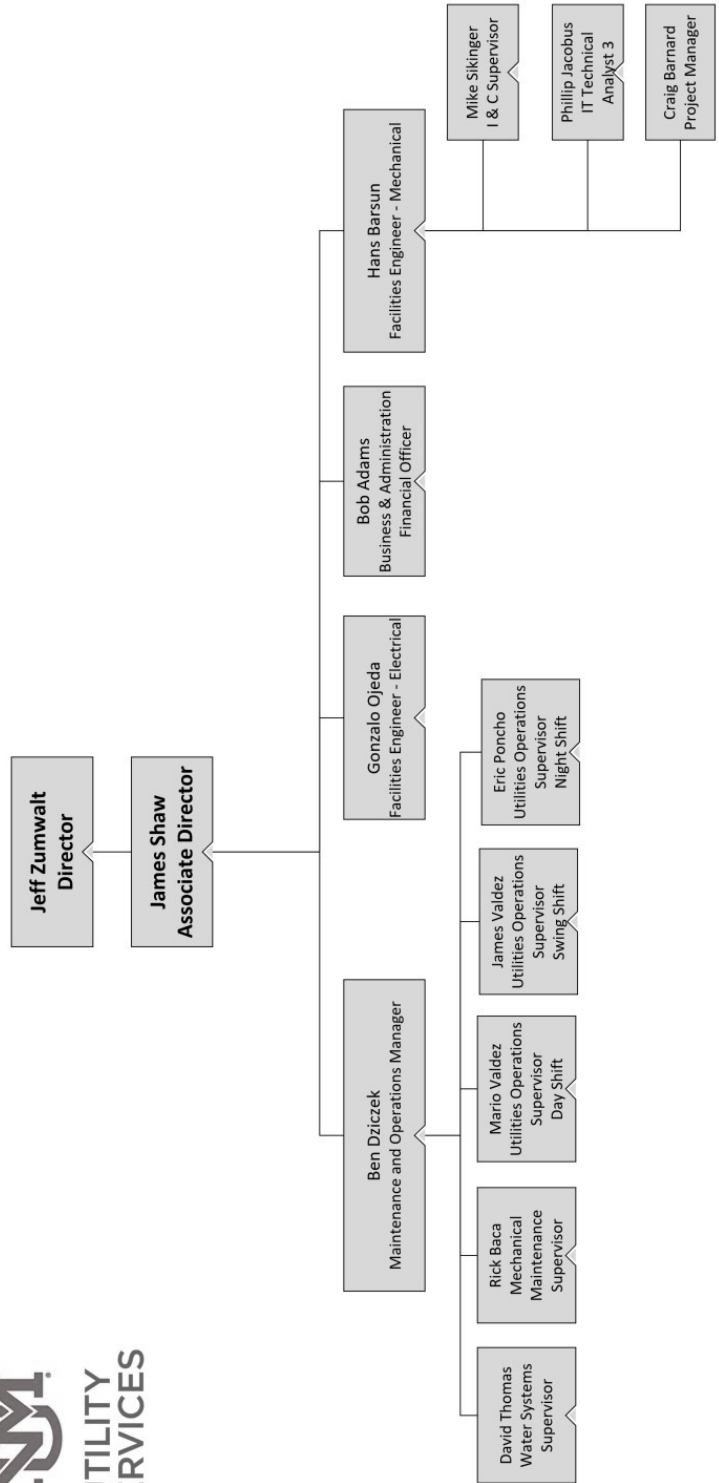 UNM
UTILITY
SERVICES
Jeff Zumwalt
Director
James Shaw
Associate Director
Ben Dziczek
Maintenance and Operations Manager
Gonzalo Ojeda
Facilities Engineer - Electrical
Bob Adams
Business & Administration
Financial Officer
Hans Barsun
Facilities Engineer - Mechanical
David Thomas
Water Systems
Supervisor
Rick Baca
Mechanical
Maintenance
Supervisor
Mario Valdez
Utilities Operations
Supervisor
Day Shift
James Valdez
Utilities Operations
Supervisor
Swing Shift
Eric Poncho
Utilities Operations
Supervisor
Night Shift
Mike Sikinger
I & C Supervisor
Phillip Jacobus
IT Technical
Analyst 3
Craig Barnard
Project Manager